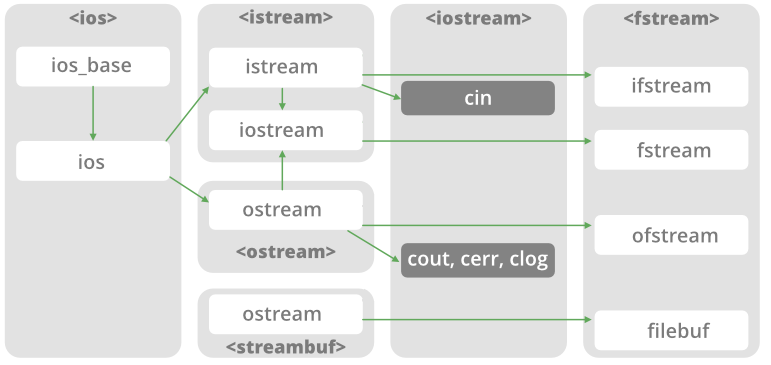 <ios>
ios_base
ios
<istream>
istream
iostream
ostream
<ostream>
ostream
<streambuf>
<iostream>
cin
cout, cerr, clog
<fstream>
ifstream
fstream
ofstream
filebuf